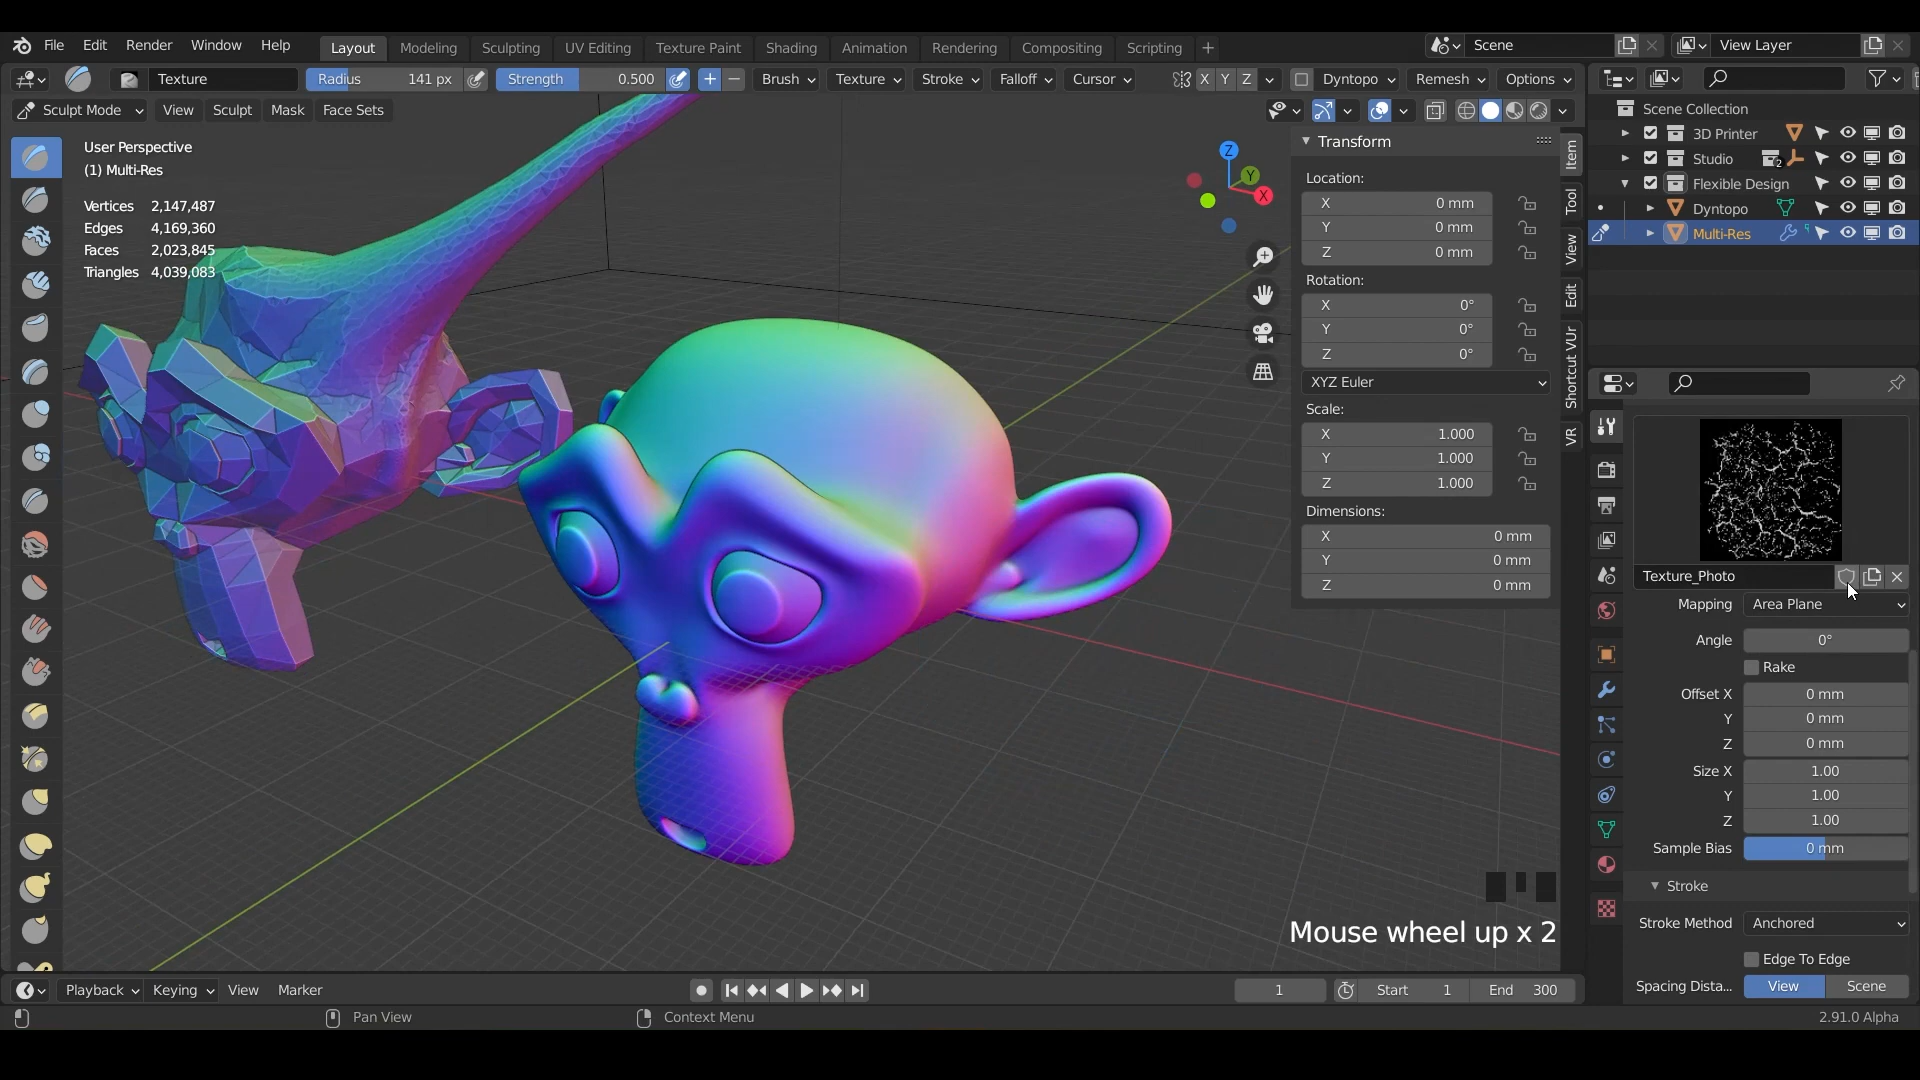 File Edit Render Window Help Layout Modeling Sculpting UV Editing Texture Paint Shading Animation Rendering Compositing Scripting + Scene View Layer
Texture Radius 141 px Strength 0.500 Brush Texture Stroke Falloff Cursor X Y Z Dyntopo Remesh Options
Sculpt Mode View Sculpt Mask Face Sets
User Perspective
(1) Multi-Res
Vertices 2,147,487
Edges 4,169,360
Faces 2,023,845
Triangles 4,039,083
Z
Y
X
Transform
Location:
X 0 mm
Y 0 mm
Z 0 mm
Rotation:
X 0°
Y 0°
Z 0°
XYZ Euler
Scale:
X 1.000
Y 1.000
Z 1.000
Dimensions:
X 0 mm
Y 0 mm
Z 0 mm
Item
Tool
View
Edit
Shortcut VUr
VR
Scene Collection
3D Printer
Studio 2
Flexible Design
Dyntopo
Multi-Res
Texture_Photo
Mapping Area Plane
Angle 0°
Rake
Offset X 0 mm
Y 0 mm
Z 0 mm
Size X 1.00
Y 1.00
Z 1.00
Sample Bias 0 mm
Stroke
Stroke Method Anchored
Edge To Edge
Spacing Dista... View Scene
Mouse wheel up x 2
Playback Keying View Marker 1 Start 1 End 300
Pan View Context Menu 2.91.0 Alpha